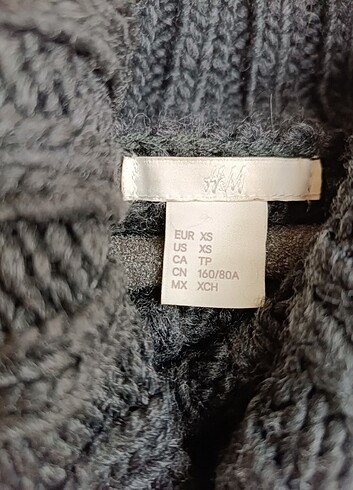 H&M
EUR XS
US XS
CA TP
CN 160/80A
MX XCH